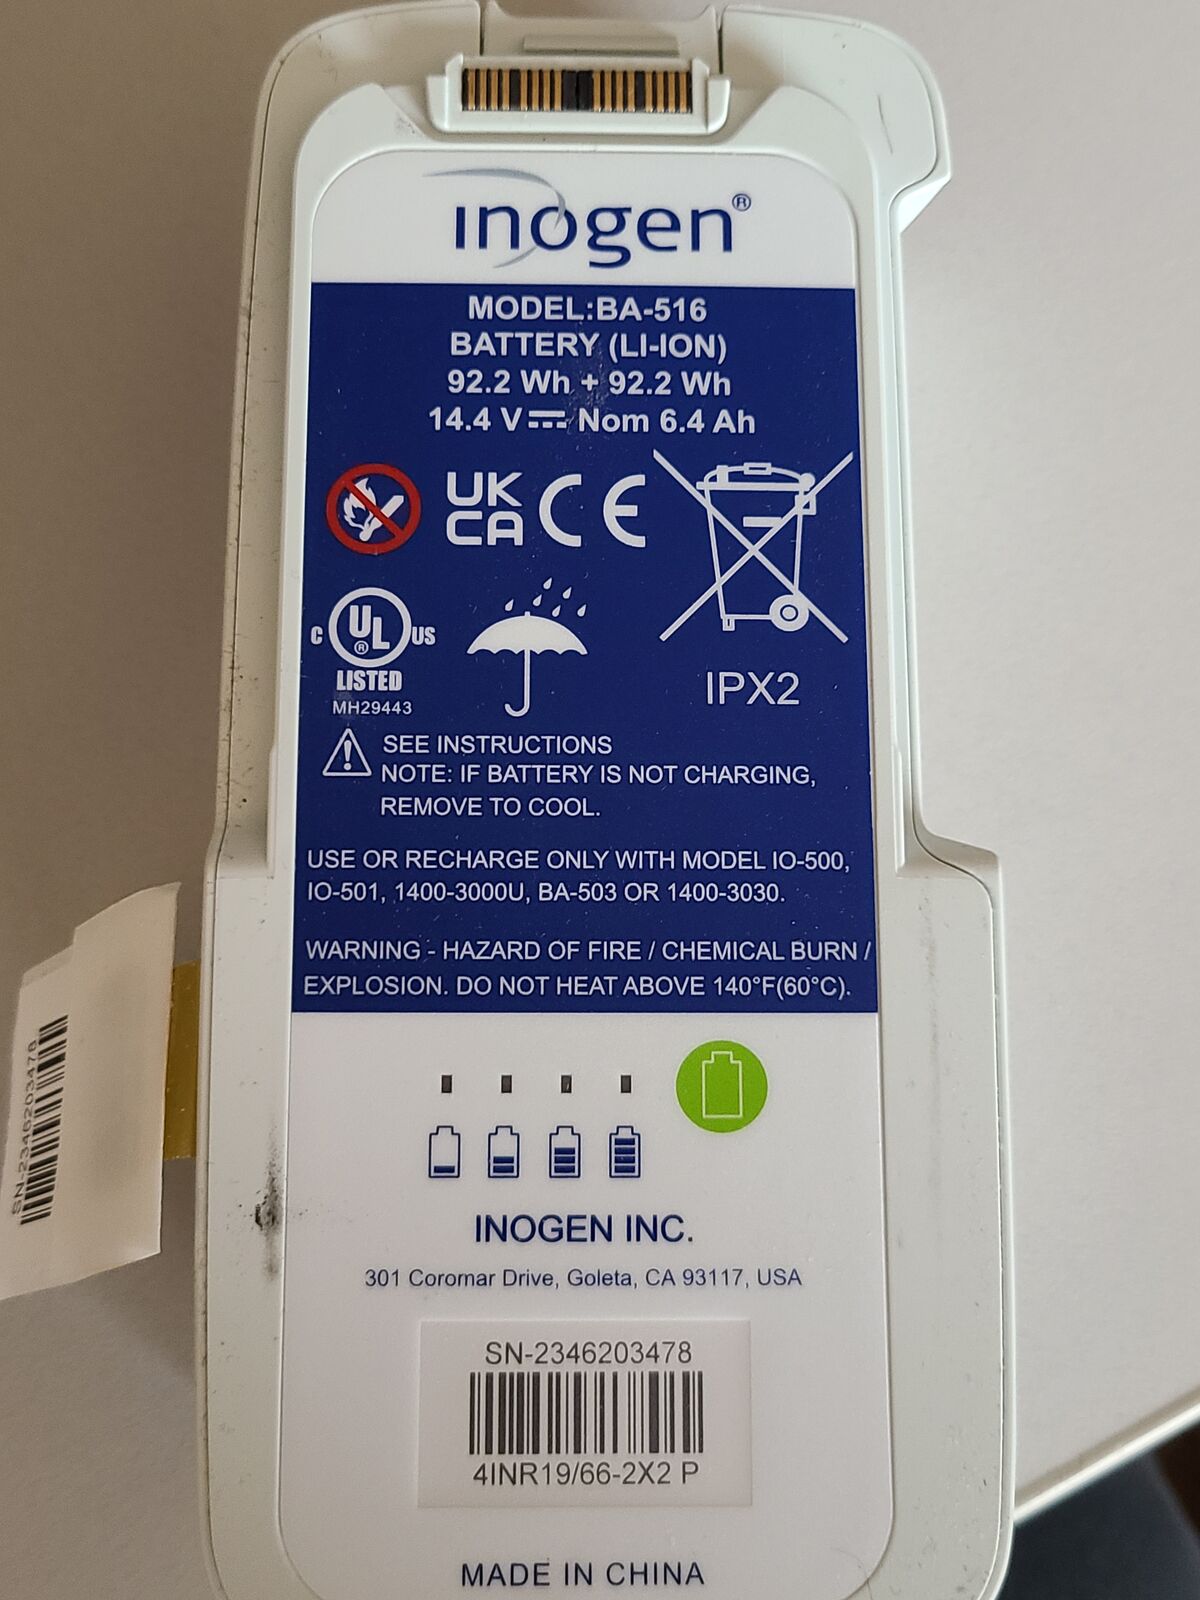 inogen®
MODEL:BA-516
BATTERY (LI-ION)
92.2 Wh + 92.2 Wh
14.4 V⎓ Nom 6.4 Ah
UK
CA CE
C UL® US
LISTED
MH29443
IPX2
SEE INSTRUCTIONS
NOTE: IF BATTERY IS NOT CHARGING,
REMOVE TO COOL.
USE OR RECHARGE ONLY WITH MODEL IO-500,
IO-501, 1400-3000U, BA-503 OR 1400-3030.
WARNING - HAZARD OF FIRE / CHEMICAL BURN /
EXPLOSION. DO NOT HEAT ABOVE 140°F(60°C).
INOGEN INC.
301 Coromar Drive, Goleta, CA 93117, USA
SN-2346203478
4INR19/66-2X2 P
MADE IN CHINA
SN-2346203478